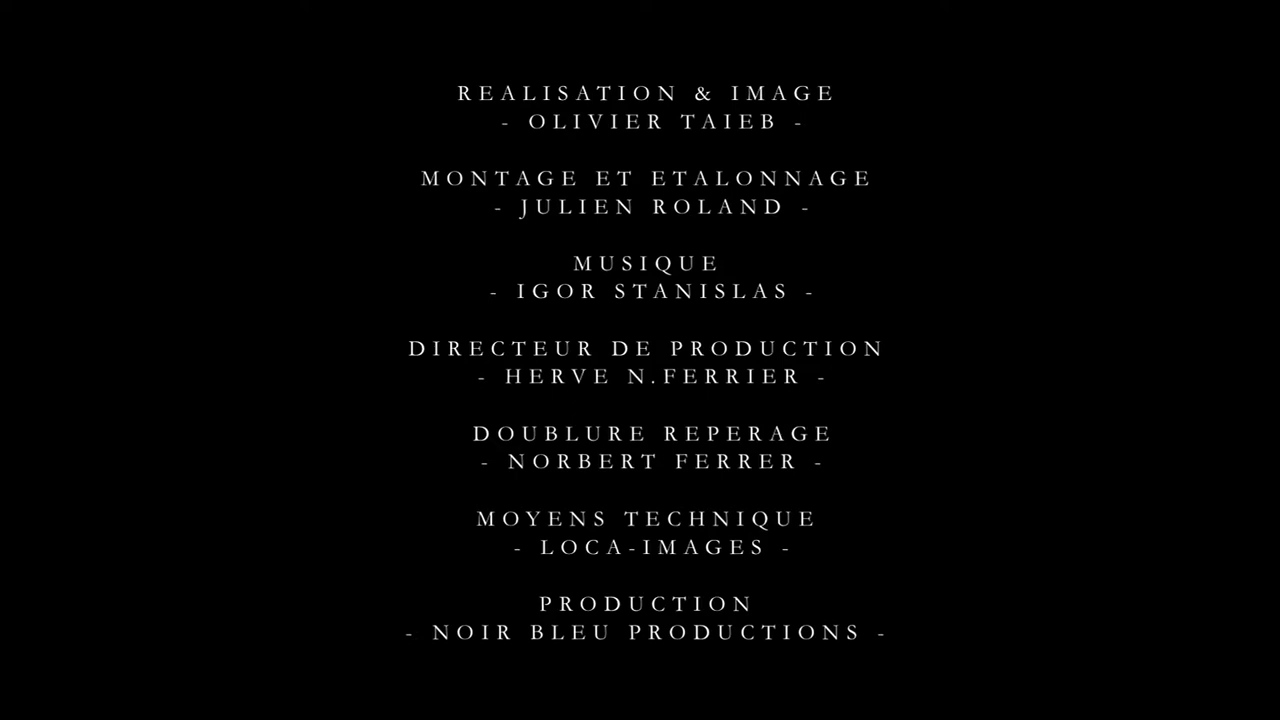 REALISATION & IMAGE
- OLIVIER TAIEB -
MONTAGE ET ETALONNAGE
- JULIEN ROLAND -
MUSIQUE
- IGOR STANISLAS -
DIRECTEUR DE PRODUCTION
- HERVE N.FERRIER -
DOUBLURE REPERAGE
- NORBERT FERRER -
MOYENS TECHNIQUE
- LOCA-IMAGES -
PRODUCTION
- NOIR BLEU PRODUCTIONS -